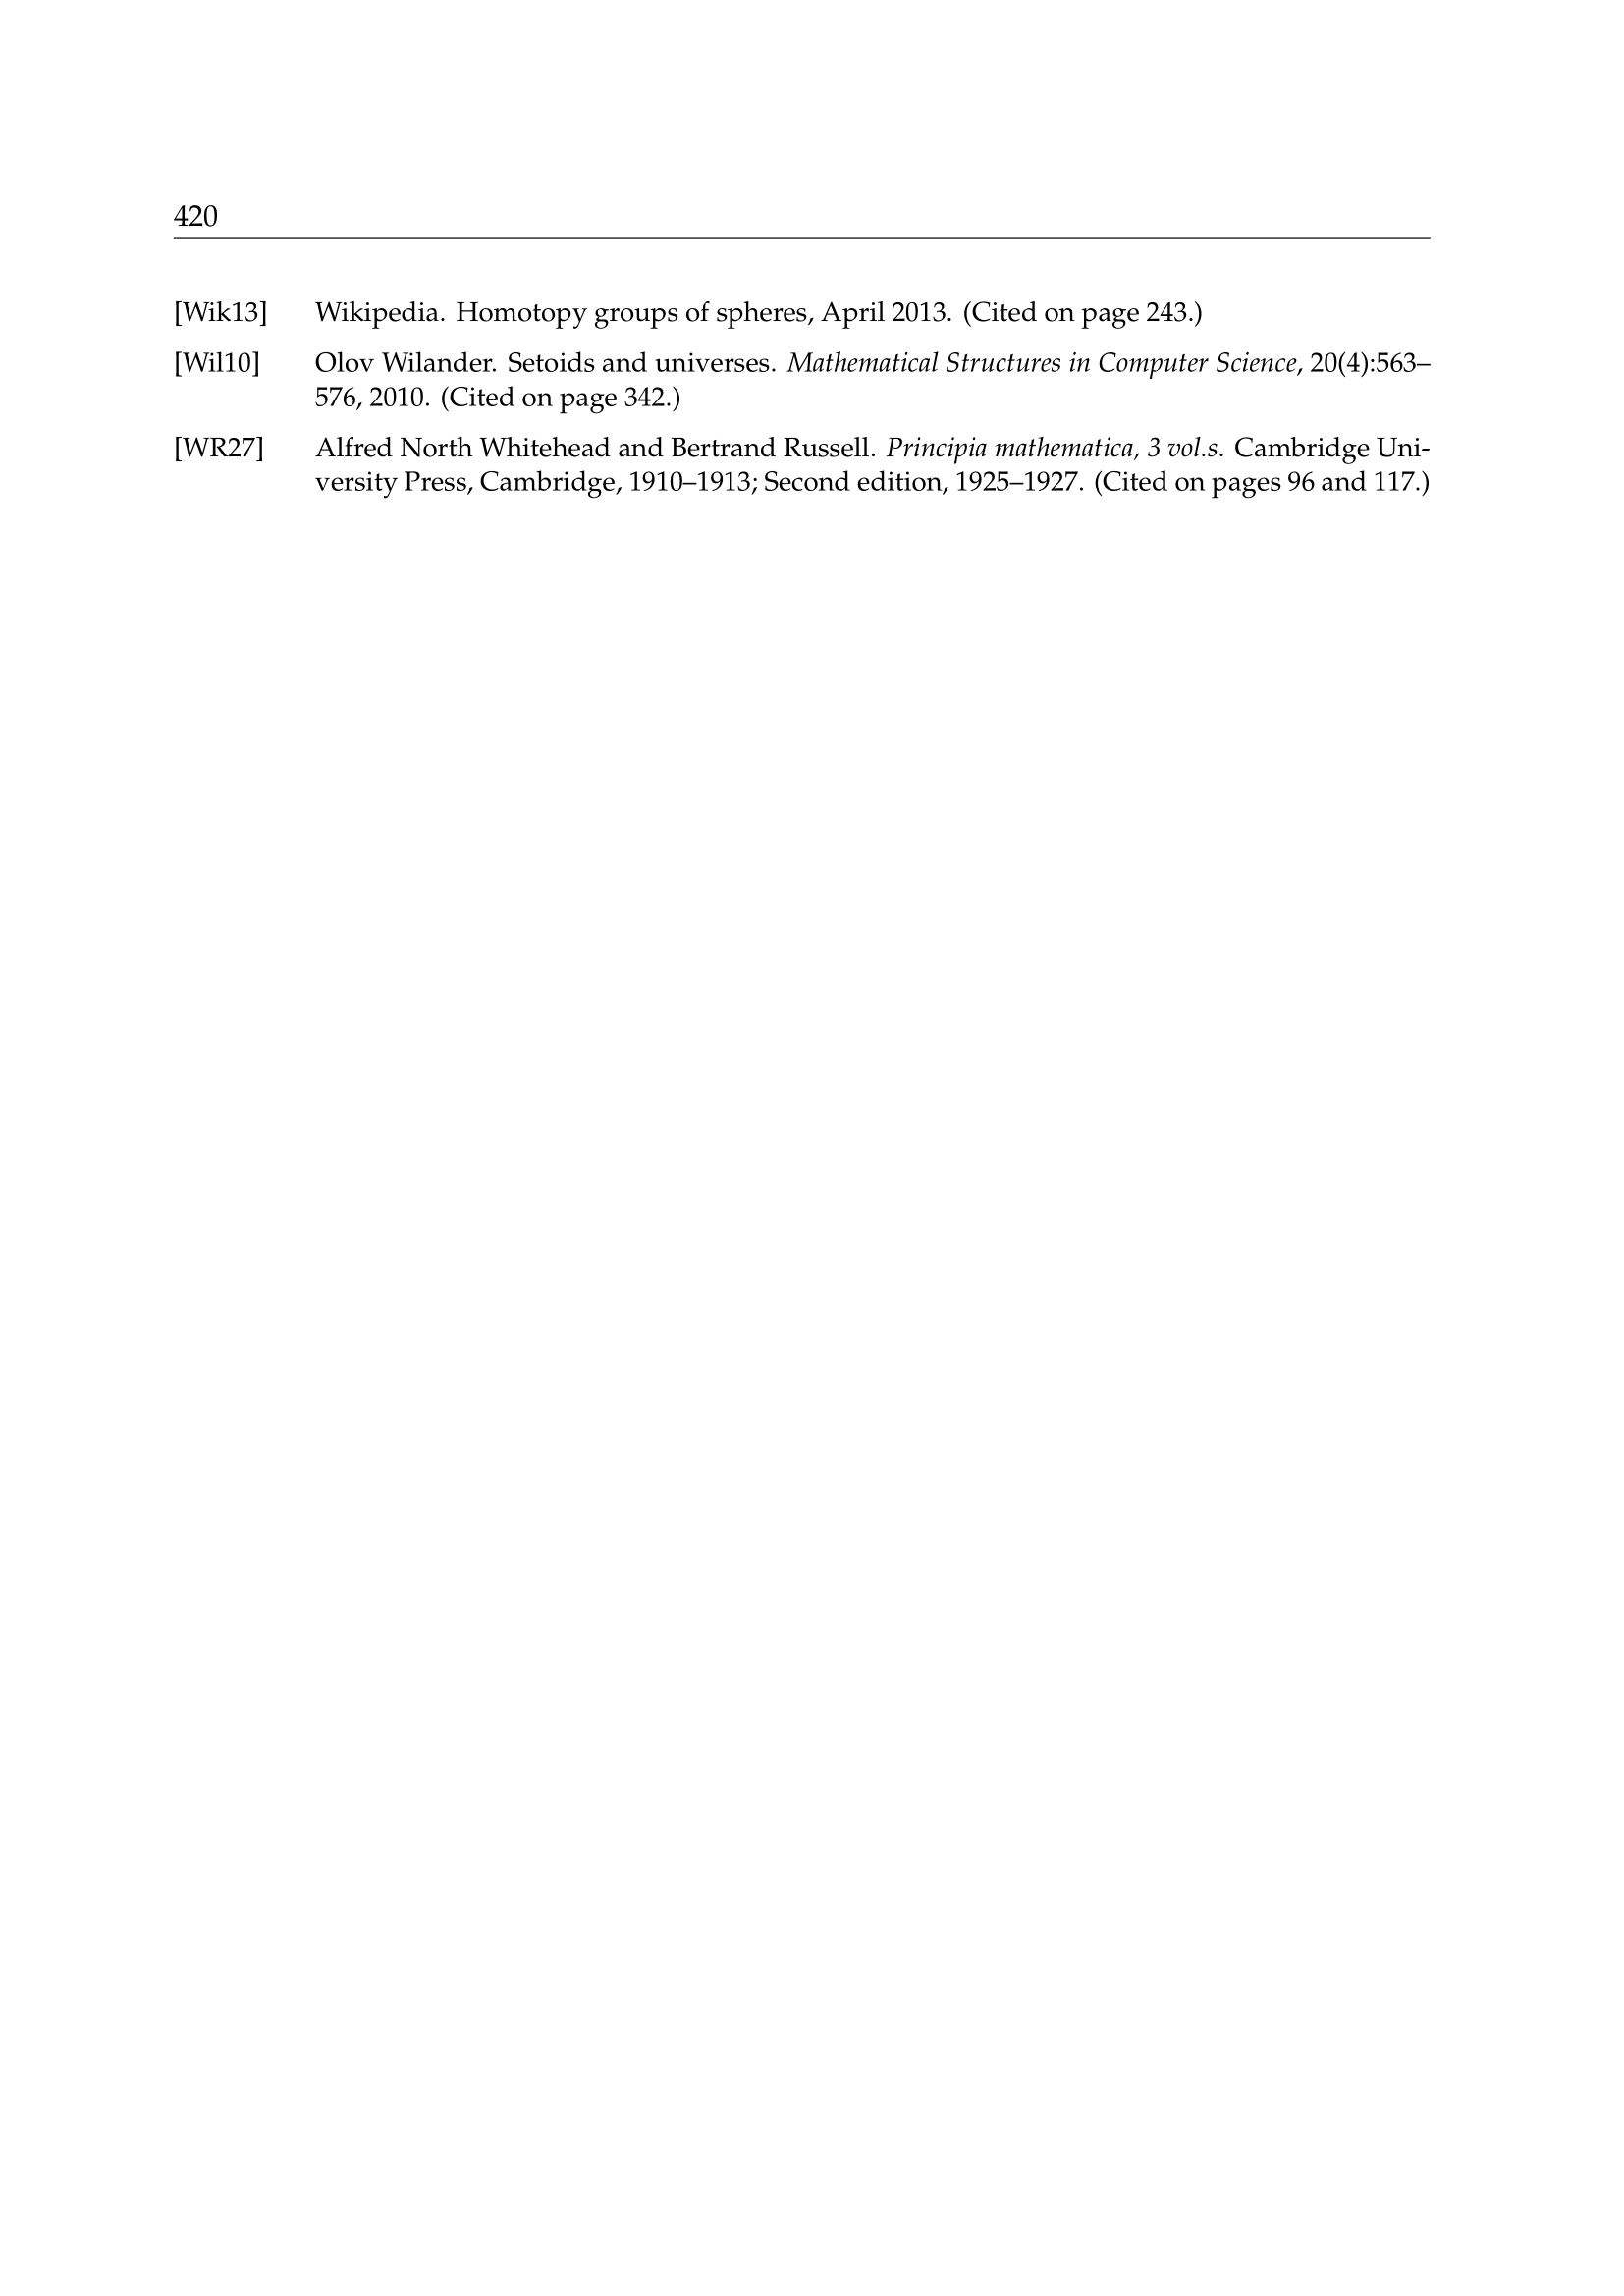 420
[Wik13] Wikipedia. Homotopy groups of spheres, April 2013. (Cited on page 243.)
[Wil10] Olov Wilander. Setoids and universes. Mathematical Structures in Computer Science, 20(4):563–
576, 2010. (Cited on page 342.)
[WR27] Alfred North Whitehead and Bertrand Russell. Principia mathematica, 3 vol.s. Cambridge Uni-
versity Press, Cambridge, 1910–1913; Second edition, 1925–1927. (Cited on pages 96 and 117.)